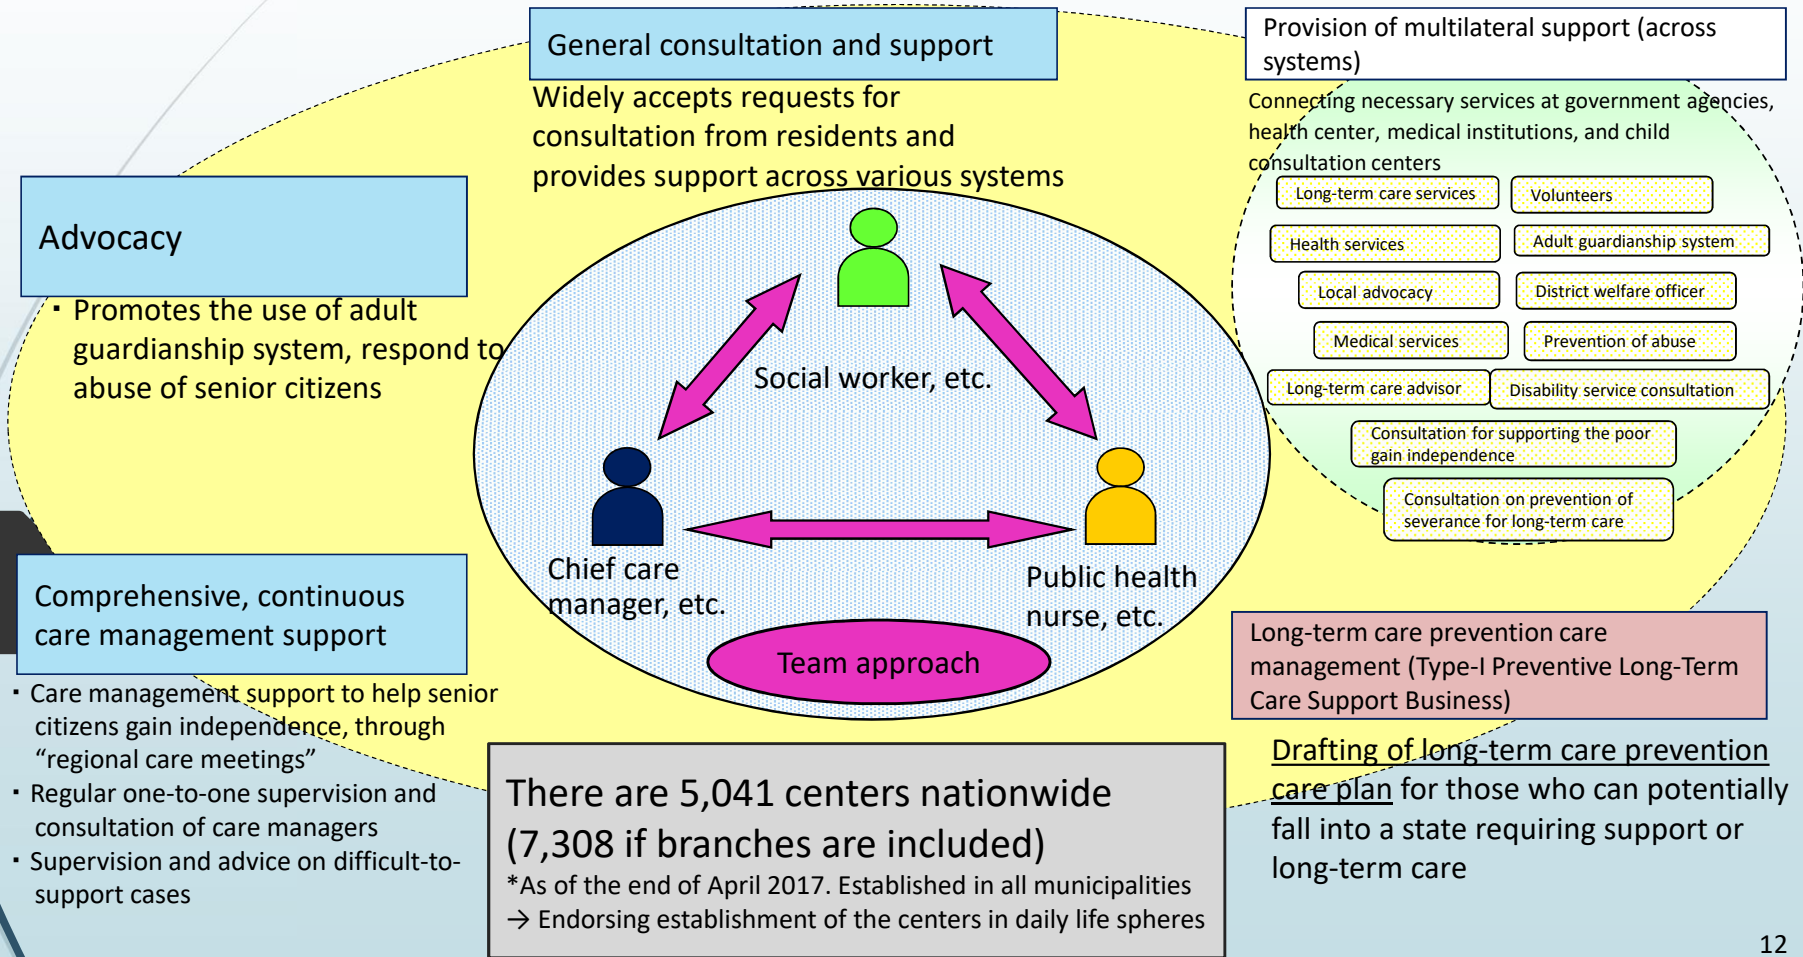 General consultation and support
Widely accepts requests for
consultation from residents and
provides support across various systems
Provision of multilateral support (across
systems)
Connecting necessary services at government agencies,
health center, medical institutions, and child
consultation centers
Long-term care services
Volunteers
Health services
Adult guardianship system
Local advocacy
District welfare officer
Medical services
Prevention of abuse
Long-term care advisor
Disability service consultation
Consultation for supporting the poor
gain independence
Consultation on prevention of
severance for long-term care
Advocacy
・Promotes the use of adult
guardianship system, respond to
abuse of senior citizens
Social worker, etc.
Chief care
manager, etc.
Public health
nurse, etc.
Team approach
Comprehensive, continuous
care management support
・Care management support to help senior
citizens gain independence, through
“regional care meetings”
・Regular one-to-one supervision and
consultation of care managers
・Supervision and advice on difficult-to-
support cases
There are 5,041 centers nationwide
(7,308 if branches are included)
*As of the end of April 2017. Established in all municipalities
→ Endorsing establishment of the centers in daily life spheres
Long-term care prevention care
management (Type-I Preventive Long-Term
Care Support Business)
Drafting of long-term care prevention
care plan for those who can potentially
fall into a state requiring support or
long-term care
12